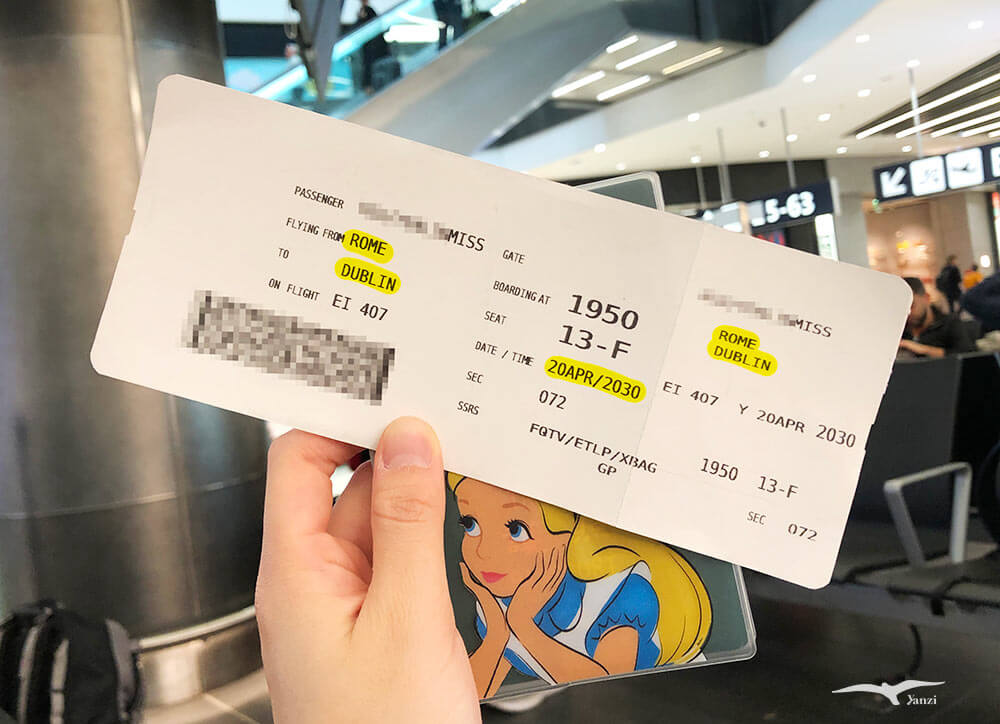 PASSENGER MISS
FLYING FROM ROME
TO DUBLIN
ON FLIGHT EI 407
GATE
BOARDING AT 1950
SEAT 13-F
DATE / TIME 20APR/2030
SEC 072
SSRS FQTV/ETLP/XBAG
GP
MISS
ROME
DUBLIN
EI 407 Y 20APR 2030
1950 13-F
SEC 072
5-63
Yanzi